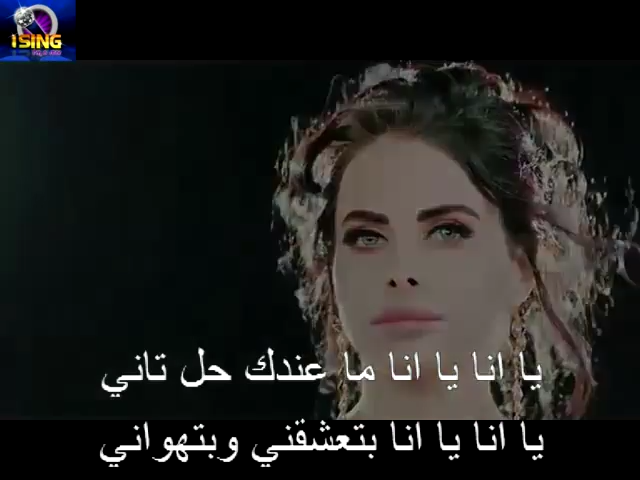 iSING
يا انا يا انا ما عندك حل تاني
يا انا يا انا بتعشقني وبتهواني